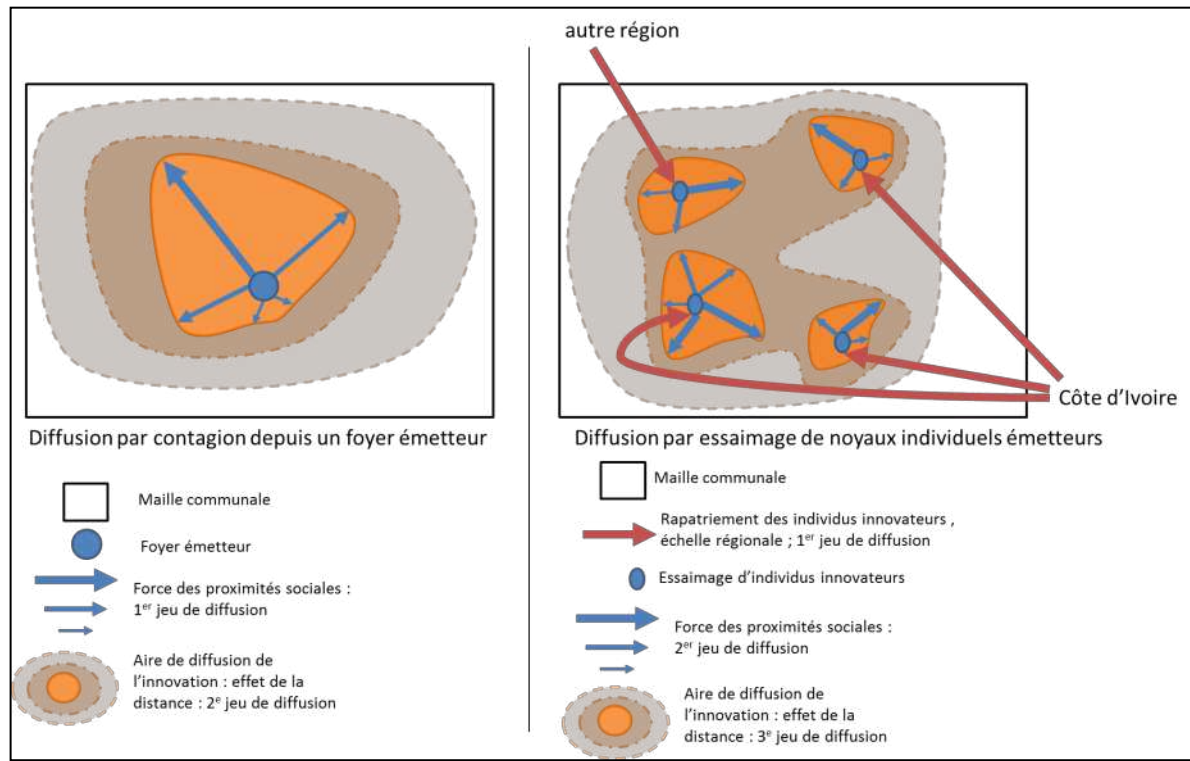 autre région
Côte d'Ivoire
Diffusion par contagion depuis un foyer émetteur
Maille communale
Foyer émetteur
Force des proximités sociales :
1er jeu de diffusion
Aire de diffusion de
l'innovation : effet de la
distance : 2e jeu de diffusion
Diffusion par essaimage de noyaux individuels émetteurs
Maille communale
Rapatriement des individus innovateurs ,
échelle régionale ; 1er jeu de diffusion
Essaimage d'individus innovateurs
Force des proximités sociales :
2er jeu de diffusion
Aire de diffusion de
l'innovation : effet de la
distance : 3e jeu de diffusion